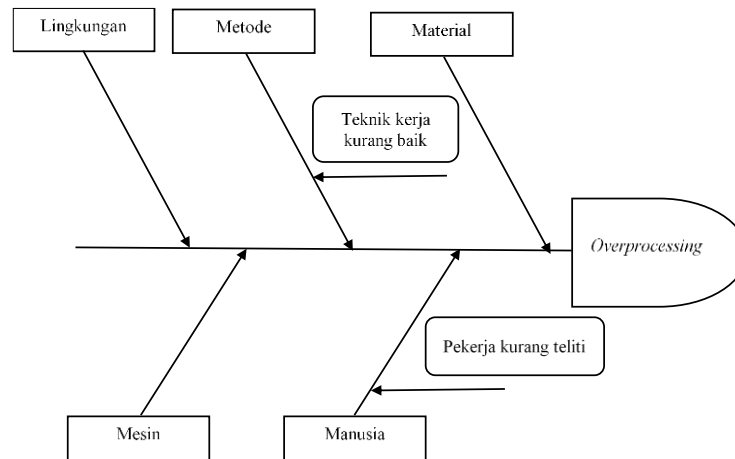 Lingkungan
Metode
Material
Teknik kerja
kurang baik
Overprocessing
Pekerja kurang teliti
Mesin
Manusia